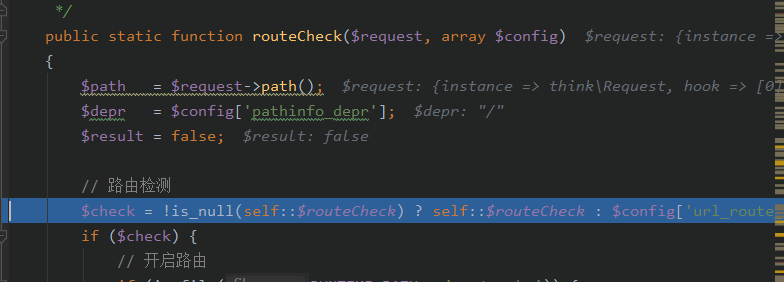 */
public static function routeCheck($request, array $config) $request: {instance =>
{
$path = $request->path(); $request: {instance => think\Request, hook => [0]
$depr = $config['pathinfo_depr']; $depr: "/"
$result = false; $result: false
// 路由检测
$check = !is_null(self::$routeCheck) ? self::$routeCheck : $config['url_route
if ($check) {
// 开启路由